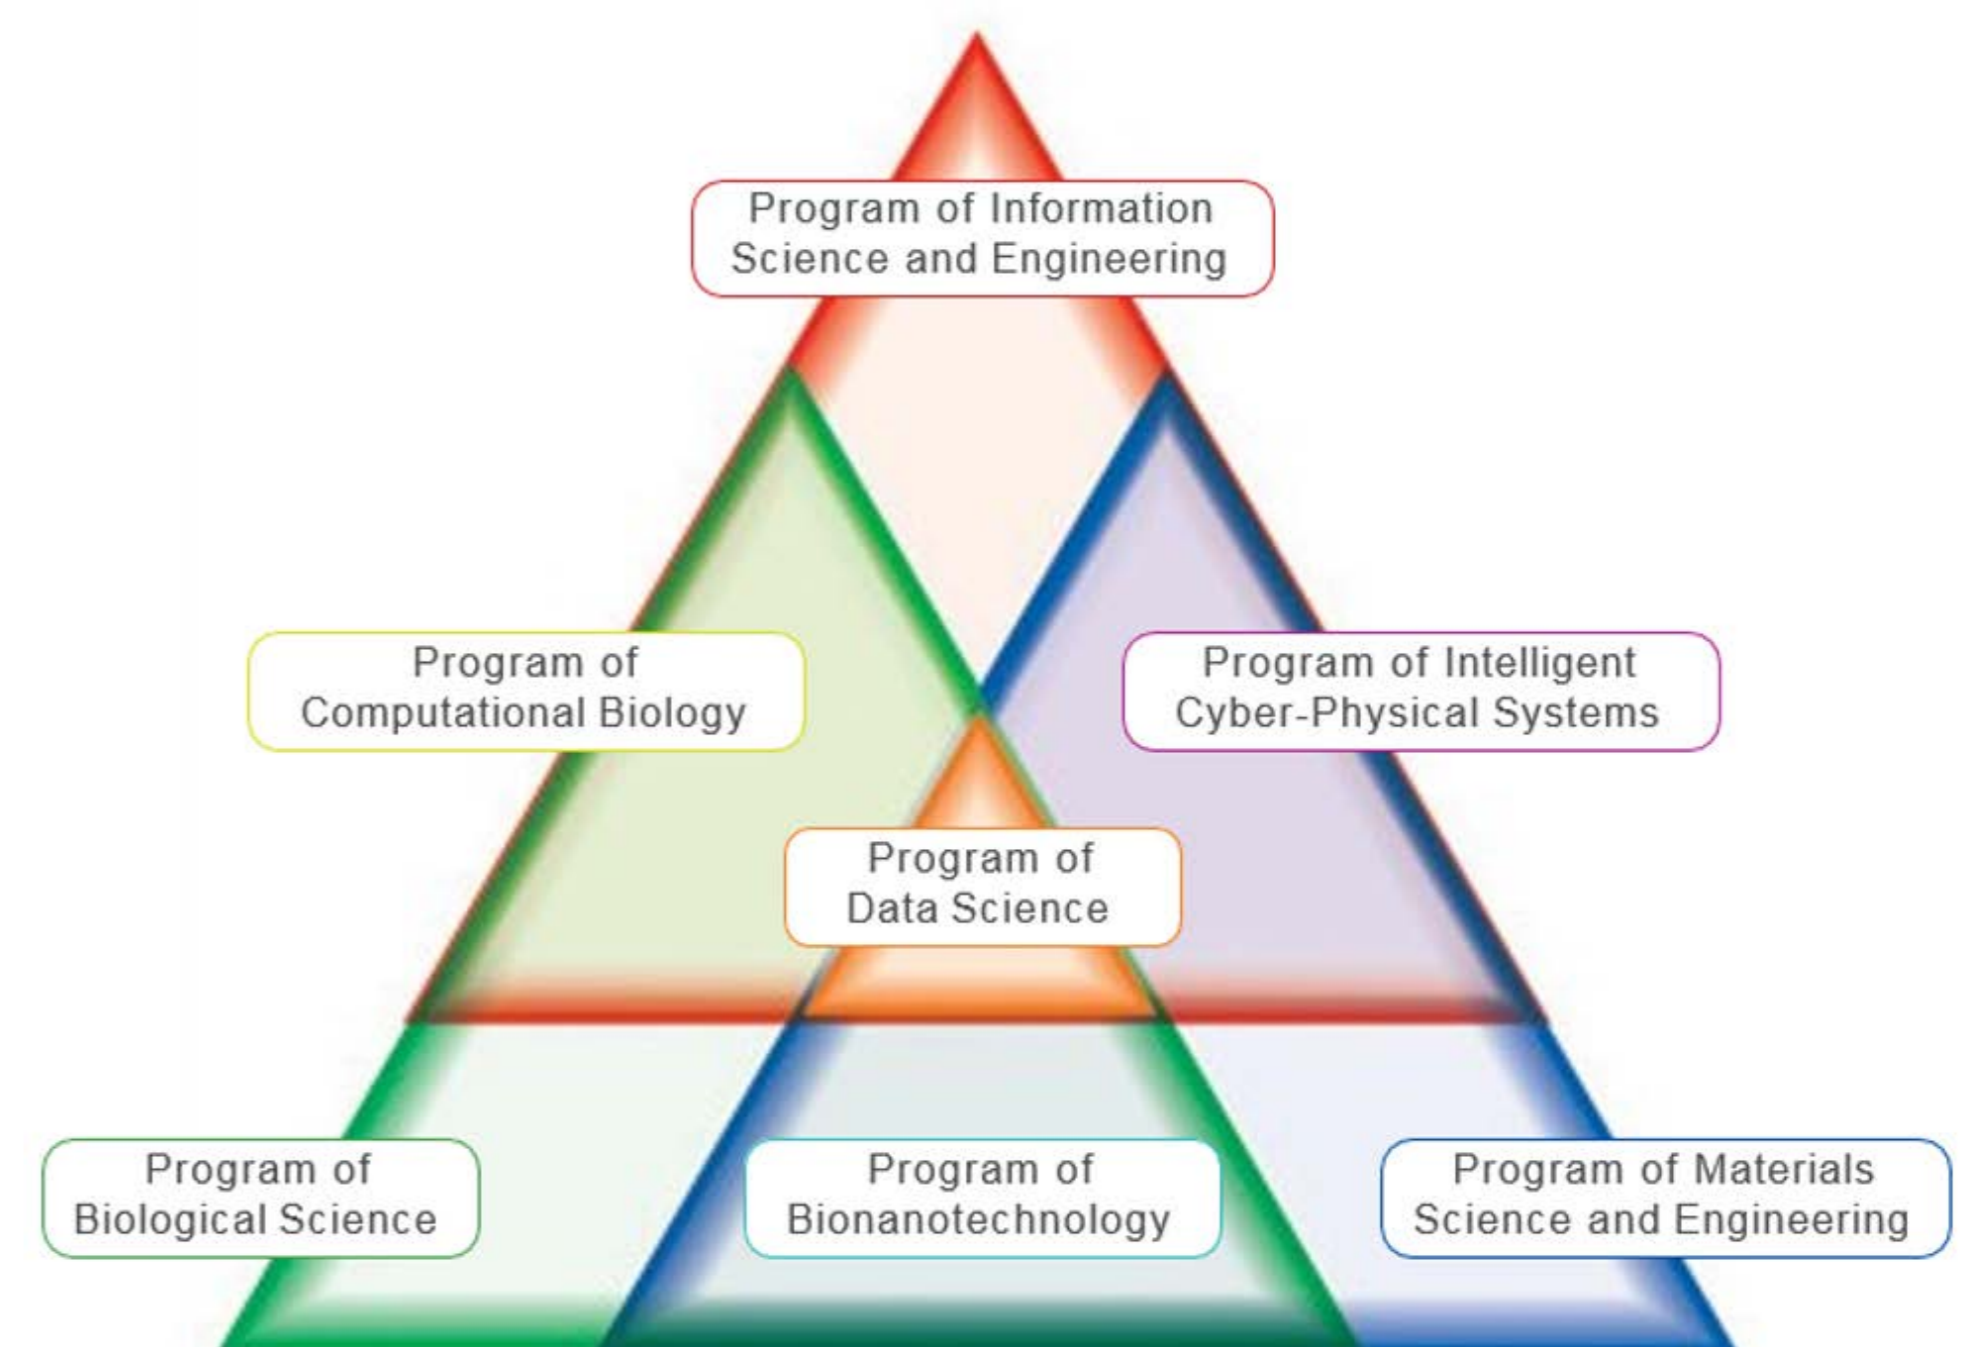 Program of Information
Science and Engineering
Program of
Computational Biology
Program of Intelligent
Cyber-Physical Systems
Program of
Data Science
Program of
Biological Science
Program of
Bionanotechnology
Program of Materials
Science and Engineering